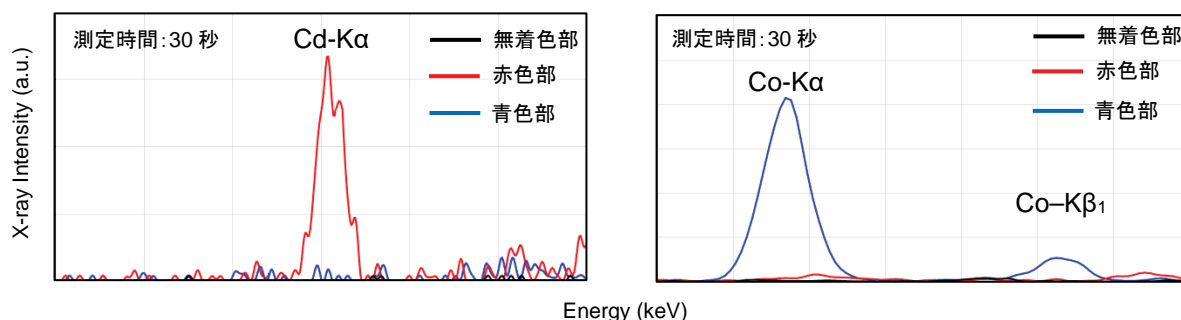 X-ray Intensity (a.u.)
測定時間：30 秒
Cd-Kα
無着色部
赤色部
青色部
測定時間：30 秒
Co-Kα
Co–Kβ₁
無着色部
赤色部
青色部
Energy (keV)